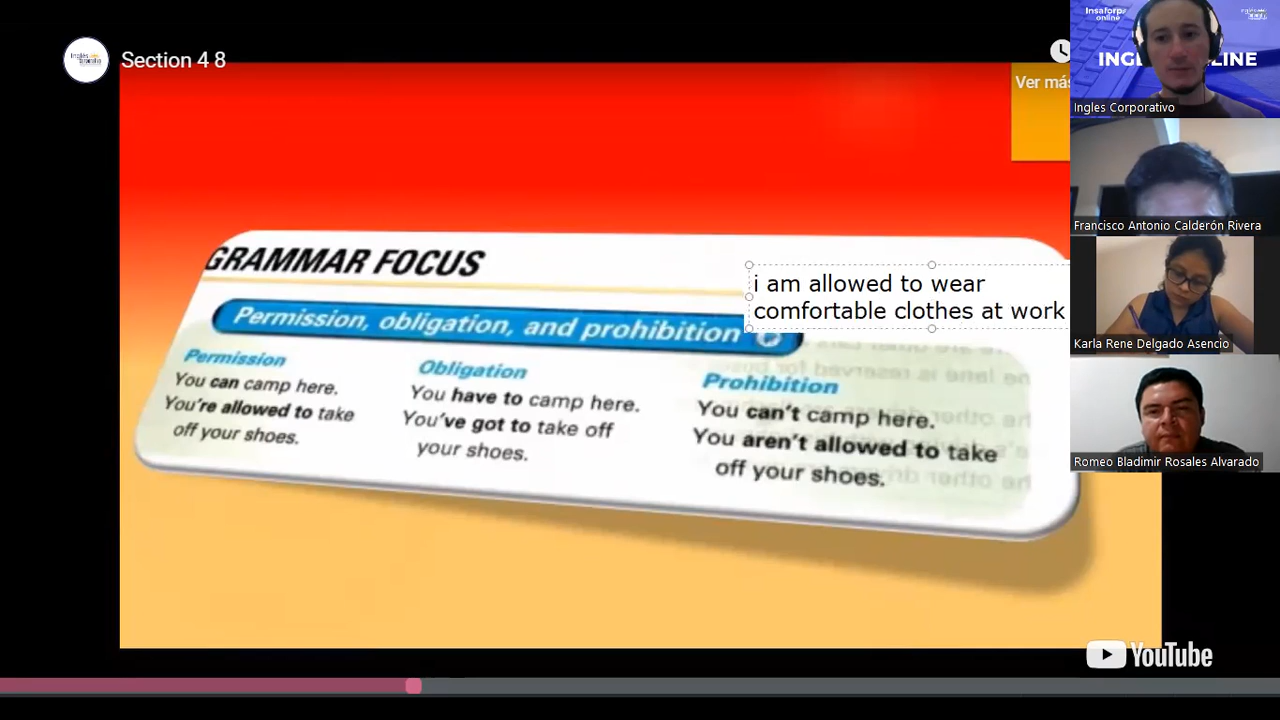 Section 4 8
Ver más
GRAMMAR FOCUS
i am allowed to wear
comfortable clothes at work
Permission, obligation, and prohibition
Permission
You can camp here.
You're allowed to take
off your shoes.
Obligation
You have to camp here.
You've got to take off
your shoes.
Prohibition
You can't camp here.
You aren't allowed to take
off your shoes.
YouTube
Insaforp
online
Ingles Corporativo
Francisco Antonio Calderón Rivera
Karla Rene Delgado Asencio
Romeo Bladimir Rosales Alvarado